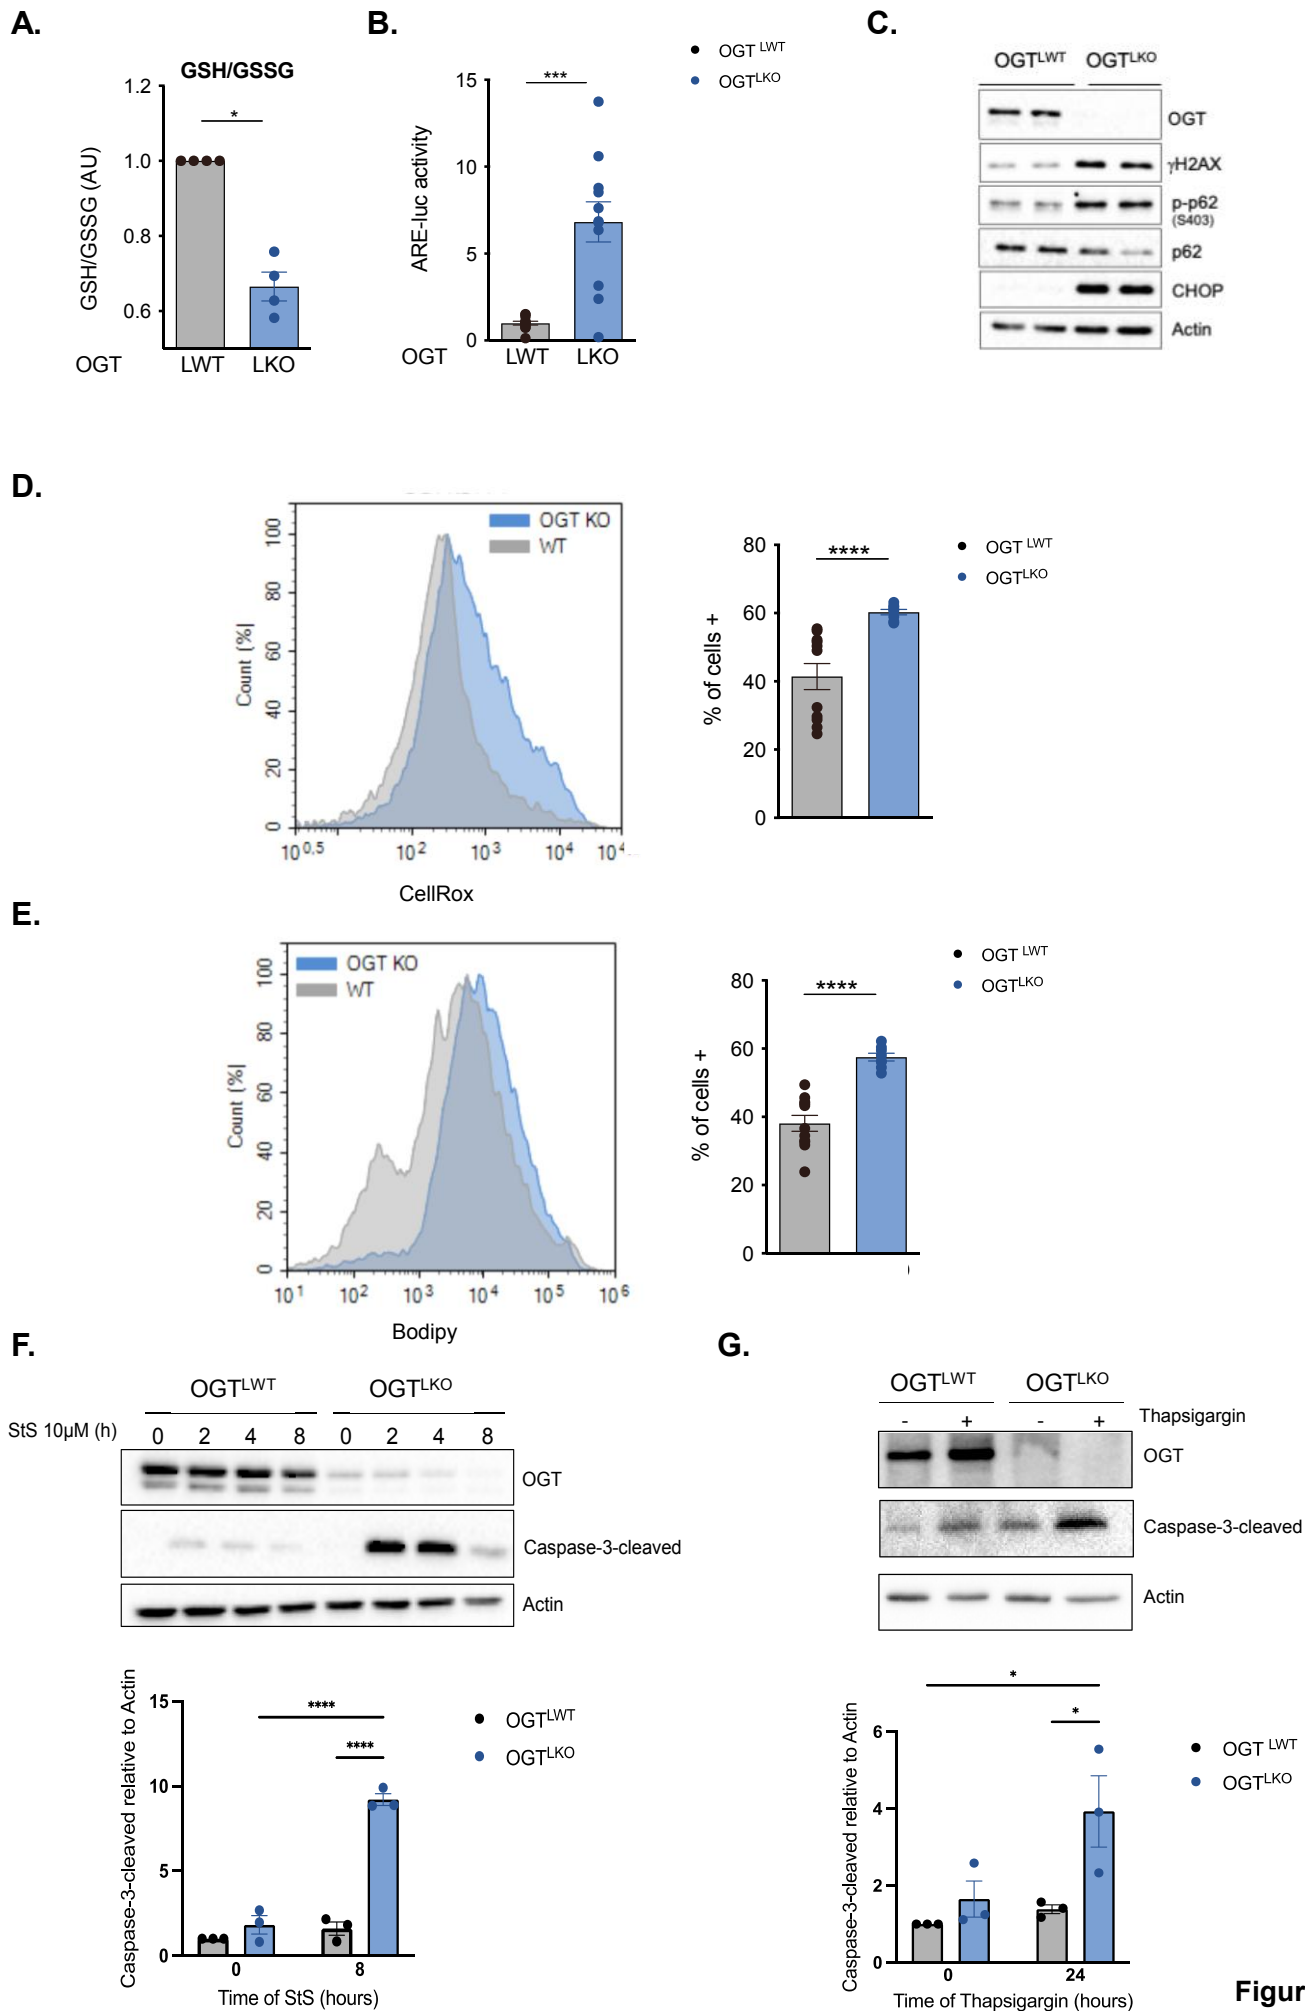 A.
GSH/GSSG
1.2
1.0
0.8
0.6
GSH/GSSG (AU)
*
OGT LWT LKO
B.
15
10
5
0
ARE-luc activity
***
OGT LWT LKO
OGT LWT
OGTLKO
C.
OGTLWT OGTLKO
OGT
γH2AX
p-p62
(S403)
p62
CHOP
Actin
D.
OGT KO
WT
100
80
60
40
20
0
Count [%]
10^0,5 10^2 10^3 10^4
CellRox
80
60
40
20
0
% of cells +
****
OGT LWT
OGTLKO
E.
OGT KO
WT
100
80
60
40
20
0
Count [%]
10^1 10^2 10^3 10^4 10^5 10^6
Bodipy
80
60
40
20
0
% of cells +
****
OGT LWT
OGTLKO
F.
OGTLWT OGTLKO
StS 10µM (h) 0 2 4 8 0 2 4 8
OGT
Caspase-3-cleaved
Actin
15
10
5
0
Caspase-3-cleaved relative to Actin
****
****
0 8
Time of StS (hours)
OGTLWT
OGTLKO
G.
OGTLWT OGTLKO
- + - + Thapsigargin
OGT
Caspase-3-cleaved
Actin
6
4
2
0
Caspase-3-cleaved relative to Actin
*
*
0 24
Time of Thapsigargin (hours)
OGT LWT
OGTLKO
Figur